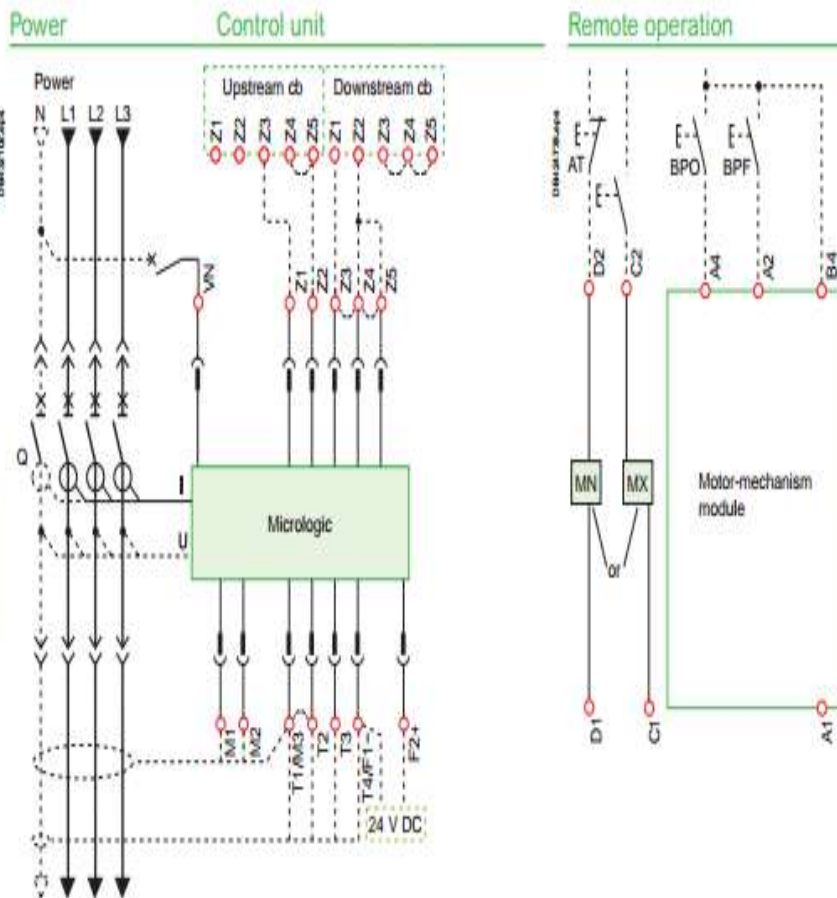 Power
Control unit
Remote operation
Power
N L1 L2 L3
Upstream cb
Downstream cb
Z1 Z2 Z3 Z4 Z5 Z1 Z2 Z3 Z4 Z5
AT
BPO
BPF
VN
Z1 Z2 Z3 Z4 Z5
D2 C2 A4 A2 B4
Q
I
U
Micrologic
MN
MX
or
Motor-mechanism
module
M1 M2 T1/M3 T2 T3 T4/F1– F2+
24 V DC
D1 C1 A1